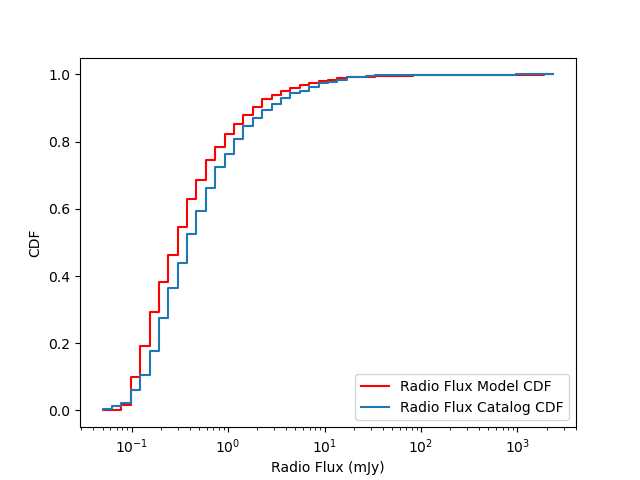 1.0
0.8
0.6
0.4
0.2
0.0
CDF
10⁻¹ 10⁰ 10¹ 10² 10³
Radio Flux (mJy)
Radio Flux Model CDF
Radio Flux Catalog CDF